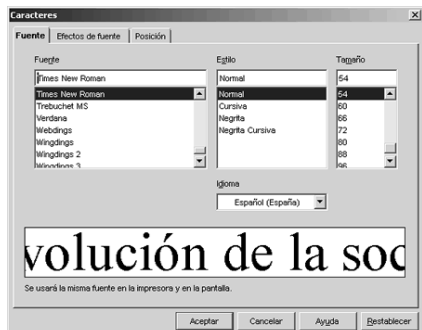 Caracteres
Fuente Efectos de fuente Posición
Fuente Estilo Tamaño
Times New Roman Normal 54
Times New Roman Normal 54
Trebuchet MS Cursiva 60
Verdana Negrita 66
Webdings Negrita Cursiva 72
Wingdings 80
Wingdings 2 88
Wingdings 3 96
Idioma
Español (España)
volución de la soc
Se usará la misma fuente en la impresora y en la pantalla.
Aceptar Cancelar Ayuda Restablecer